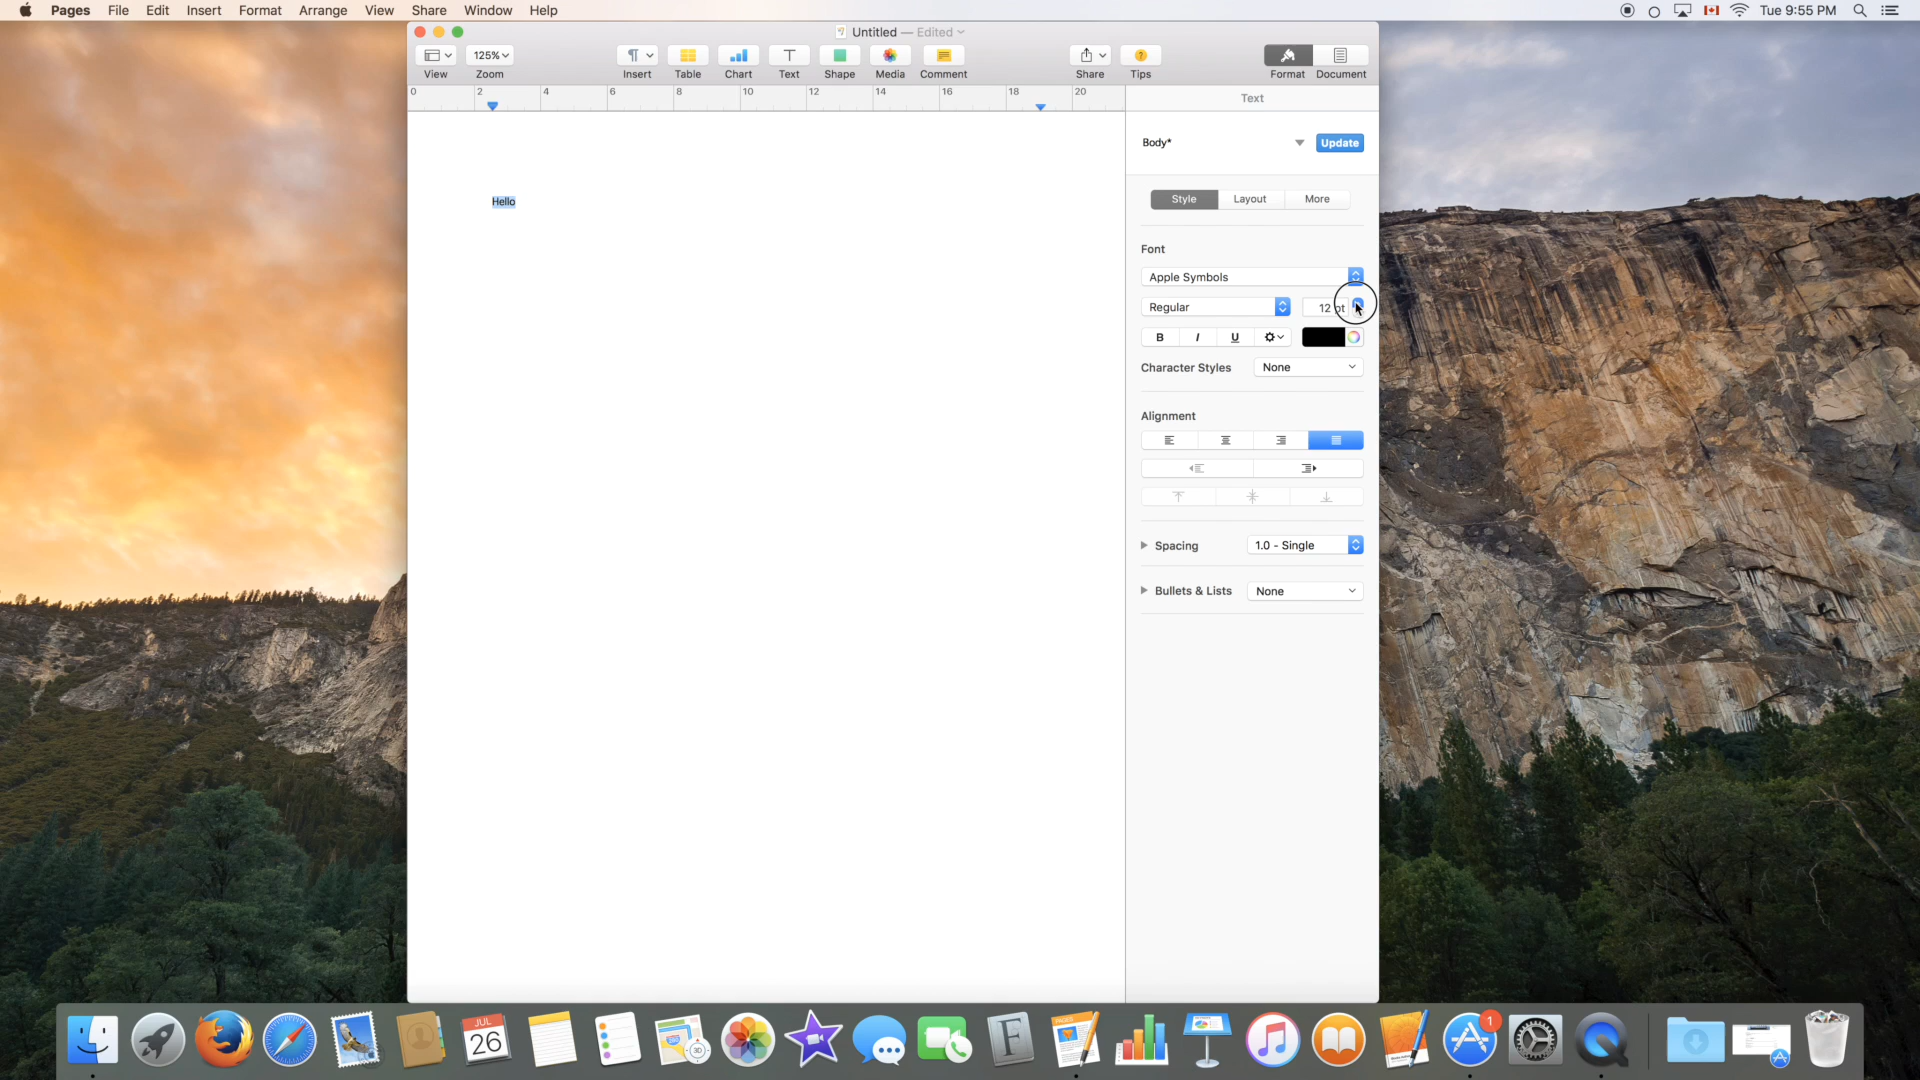 Pages File Edit Insert Format Arrange View Share Window Help
Tue 9:55 PM
Untitled — Edited
125%
View Zoom Insert Table Chart Text Shape Media Comment Share Tips Format Document
0 2 4 6 8 10 12 14 16 18 20
Text
Body* Update
Hello
Style Layout More
Font
Apple Symbols
Regular 12 pt
B I U
Character Styles None
Alignment
Spacing 1.0 - Single
Bullets & Lists None
JUL
26
3D
PAGES
1